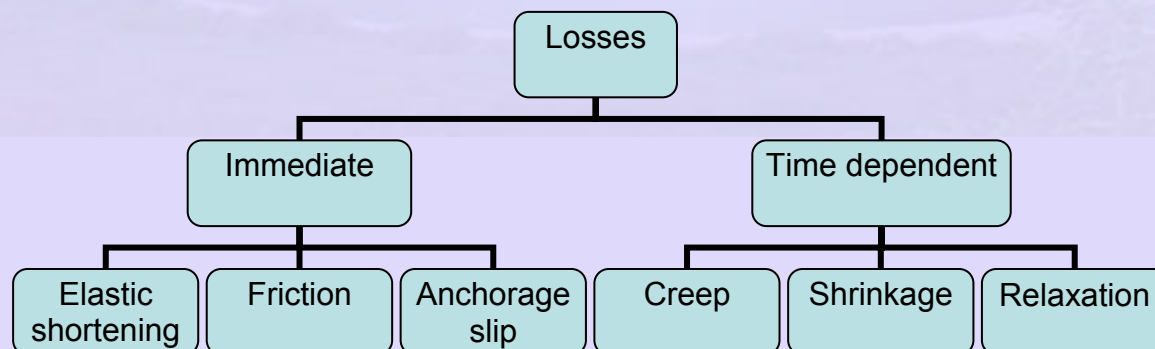 Losses
Immediate
Time dependent
Elastic
shortening
Friction
Anchorage
slip
Creep
Shrinkage
Relaxation